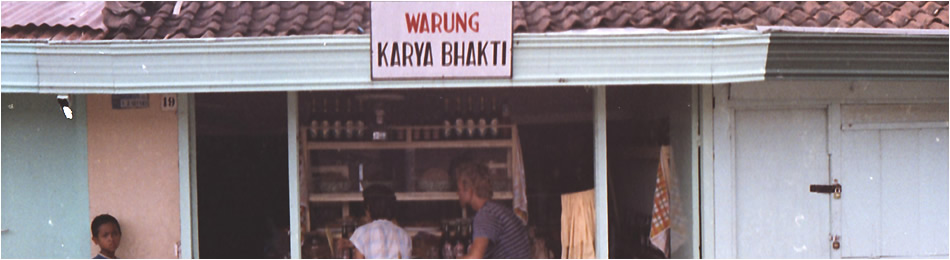 WARUNG
KARYA BHAKTI
19